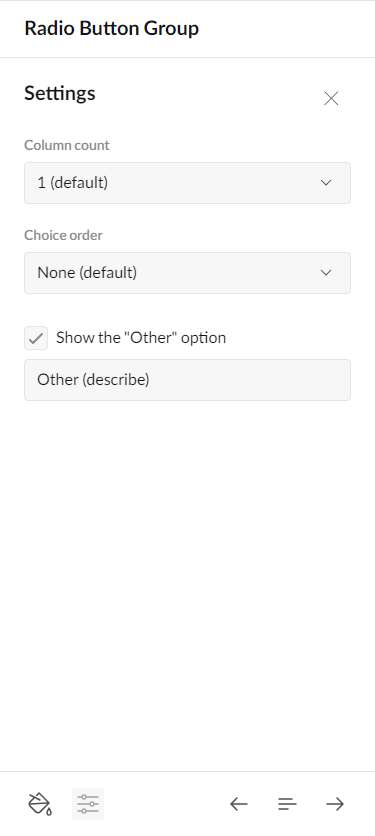 Radio Button Group
Settings
Column count
1 (default)
Choice order
None (default)
Show the "Other" option
Other (describe)